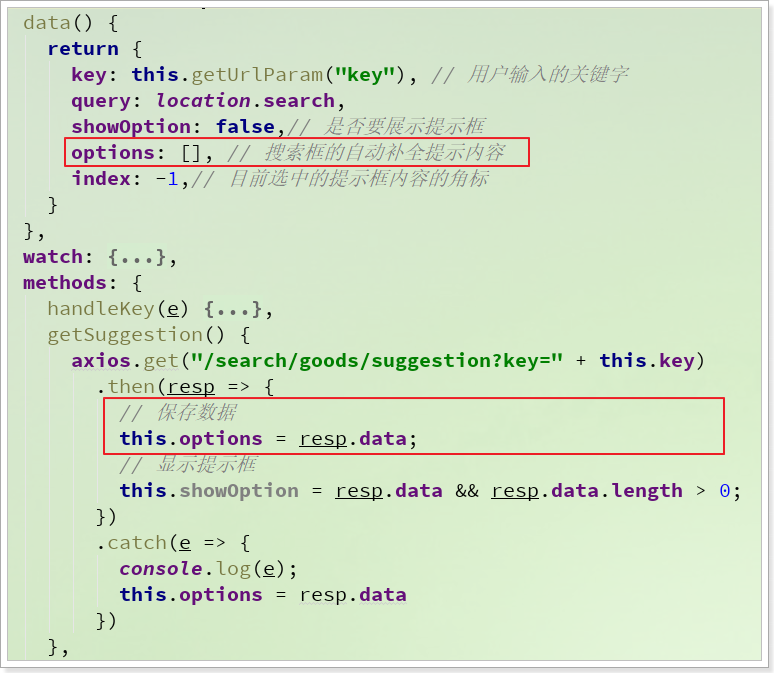 data() {
return {
key: this.getUrlParam("key"), // 用户输入的关键字
query: location.search,
showOption: false,// 是否要展示提示框
options: [], // 搜索框的自动补全提示内容
index: -1,// 目前选中的提示框内容的角标
}
},
watch: {...},
methods: {
handleKey(e) {...},
getSuggestion() {
axios.get("/search/goods/suggestion?key=" + this.key)
.then(resp => {
// 保存数据
this.options = resp.data;
// 显示提示框
this.showOption = resp.data && resp.data.length > 0;
})
.catch(e => {
console.log(e);
this.options = resp.data
})
},